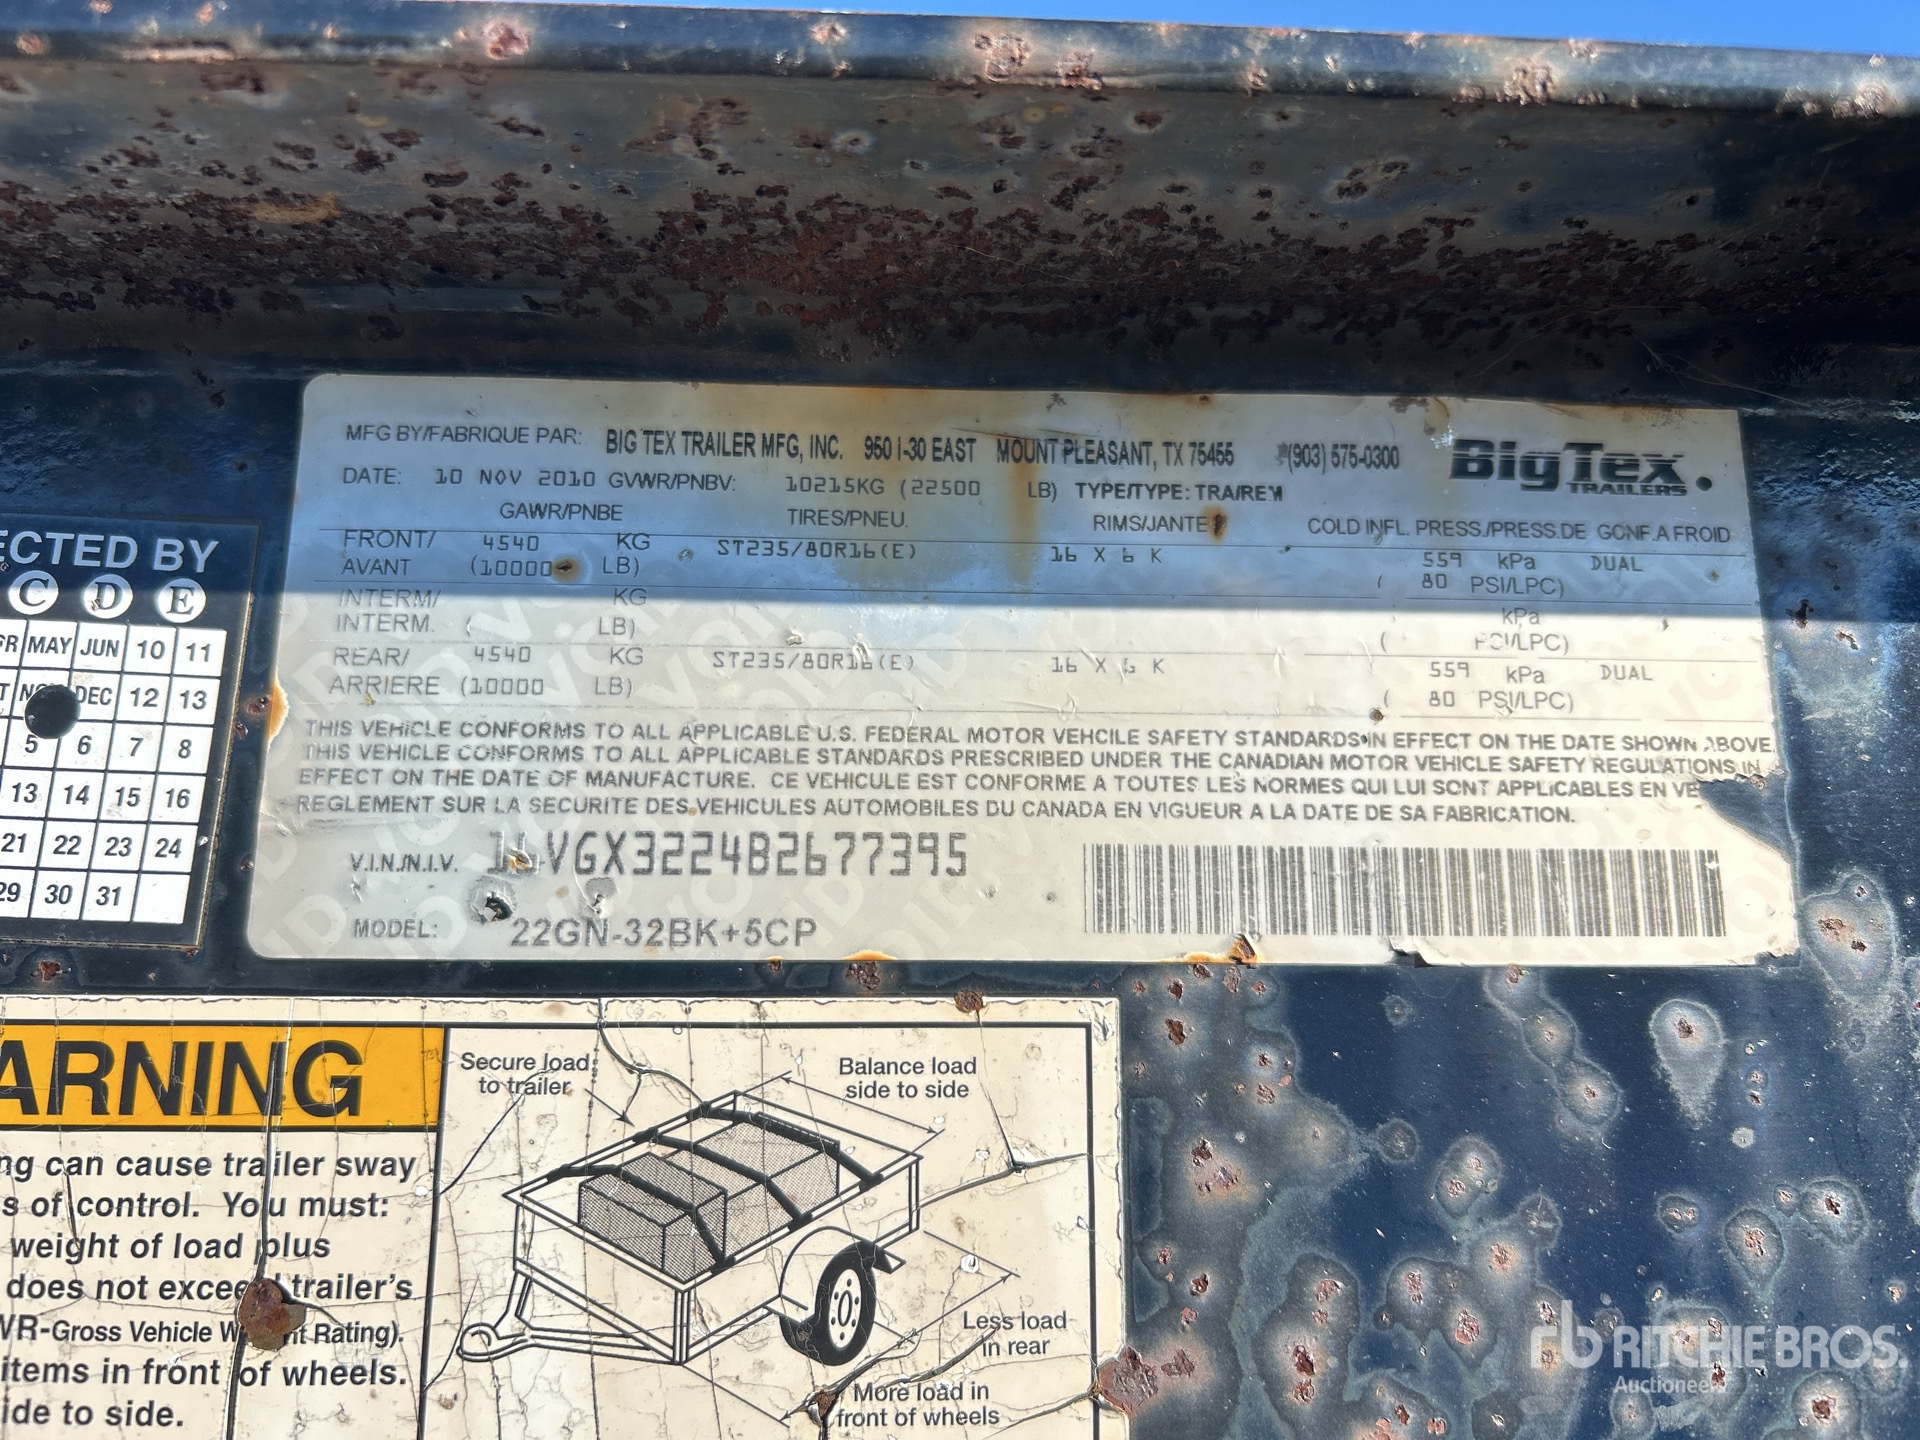 MFG BY/FABRIQUE PAR: BIG TEX TRAILER MFG, INC. 950 I-30 EAST MOUNT PLEASANT, TX 75455 (903) 575-0300
BigTex.
TRAILERS
DATE: 10 NOV 2010 GVWR/PNBV: 10215KG (22500 LB) TYPE/TYPE: TRA/REM
GAWR/PNBE TIRES/PNEU. RIMS/JANTE COLD INFL. PRESS./PRESS.DE GONF.A FROID
FRONT/ 4540 KG ST235/80R16(E) 16 X 6 K 559 kPa DUAL
AVANT (10000 LB) ( 80 PSI/LPC)
INTERM/ KG kPa
INTERM. ( LB) ( PSI/LPC)
REAR/ 4540 KG ST235/80R16(E) 16 X 6 K 559 kPa DUAL
ARRIERE (10000 LB) ( 80 PSI/LPC)
THIS VEHICLE CONFORMS TO ALL APPLICABLE U.S. FEDERAL MOTOR VEHCILE SAFETY STANDARDS IN EFFECT ON THE DATE SHOWN ABOVE.
THIS VEHICLE CONFORMS TO ALL APPLICABLE STANDARDS PRESCRIBED UNDER THE CANADIAN MOTOR VEHICLE SAFETY REGULATIONS IN
EFFECT ON THE DATE OF MANUFACTURE. CE VEHICULE EST CONFORME A TOUTES LES NORMES QUI LUI SONT APPLICABLES EN VE
REGLEMENT SUR LA SECURITE DES VEHICULES AUTOMOBILES DU CANADA EN VIGUEUR A LA DATE DE SA FABRICATION.
V.I.N./N.I.V. 16VGX3224B2677395
MODEL: 22GN-32BK+5CP
ECTED BY
C D E
R MAY JUN 10 11
T DEC 12 13
5 6 7 8
13 14 15 16
21 22 23 24
29 30 31
ARNING
ng can cause trailer sway
s of control. You must:
weight of load plus
does not exceed trailer's
VR-Gross Vehicle Weight Rating).
items in front of wheels.
ide to side.
Secure load
to trailer
Balance load
side to side
Less load
in rear
More load in
front of wheels
rb RITCHIE BROS.
Auctioneers